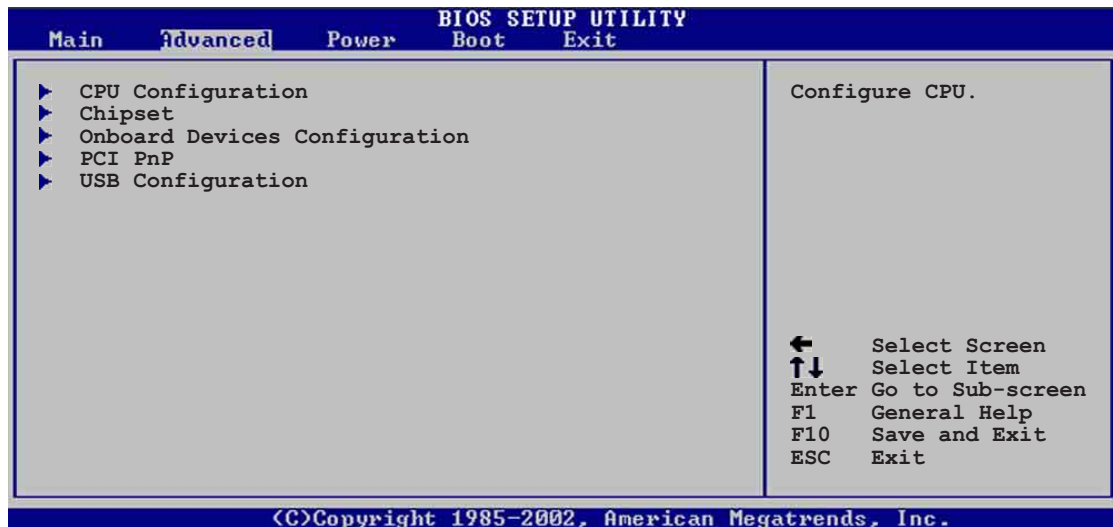 BIOS SETUP UTILITY
Main Advanced Power Boot Exit
CPU Configuration
Chipset
Onboard Devices Configuration
PCI PnP
USB Configuration
Configure CPU.
← Select Screen
↑↓ Select Item
Enter Go to Sub-screen
F1 General Help
F10 Save and Exit
ESC Exit
(C)Copyright 1985-2002, American Megatrends, Inc.